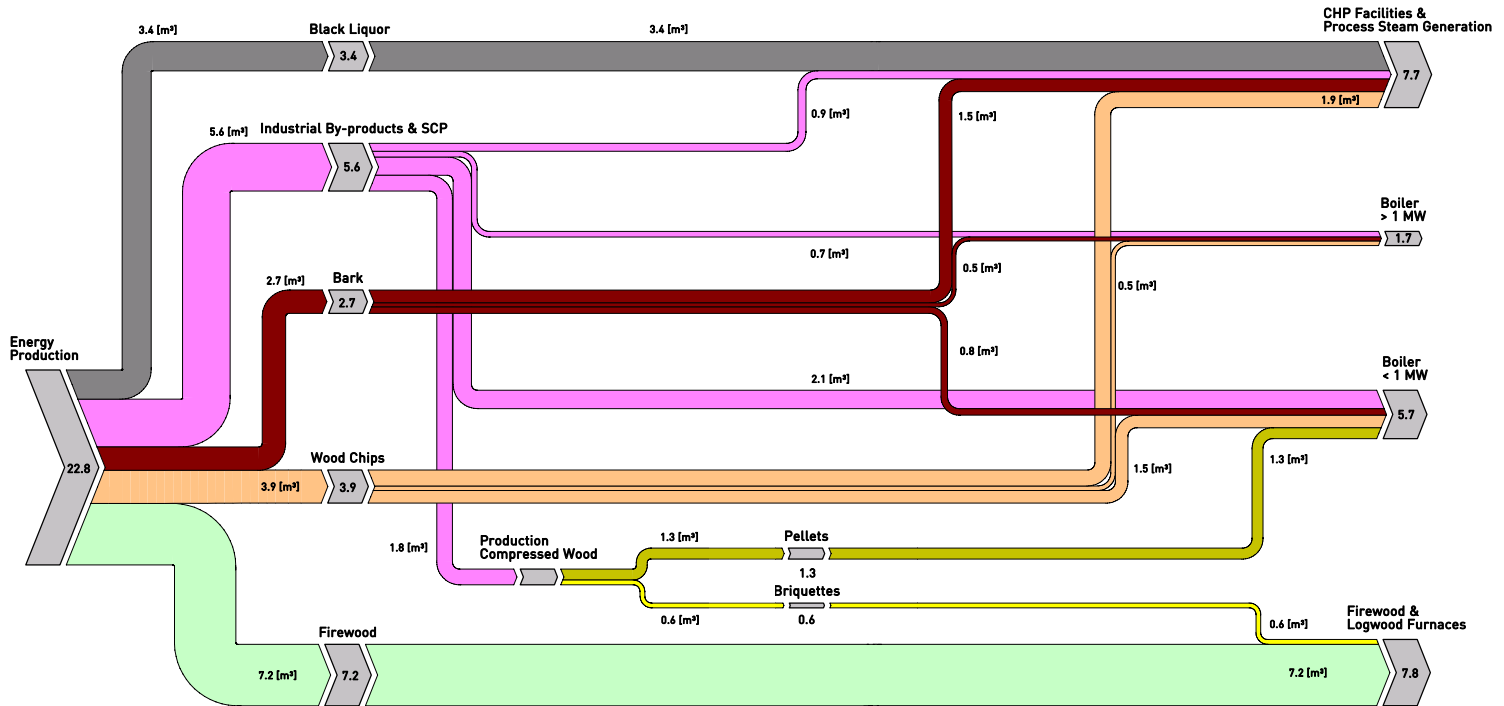 CHP Facilities &
Process Steam Generation
3.4 [m³]
Black Liquor
3.4 [m³]
3.4
7.7
1.9 [m³]
0.9 [m³]
1.5 [m³]
5.6 [m³]
Industrial By-products & SCP
5.6
Boiler
> 1 MW
1.7
0.7 [m³]
0.5 [m³]
2.7 [m³]
Bark
2.7
0.5 [m³]
Energy
Production
22.8
0.8 [m³]
2.1 [m³]
Boiler
< 1 MW
5.7
Wood Chips
3.9 [m³]
3.9
1.5 [m³]
1.3 [m³]
1.8 [m³]
Production
Compressed Wood
1.3 [m³]
Pellets
1.3
Briquettes
0.6
0.6 [m³]
0.6 [m³]
Firewood &
Logwood Furnaces
Firewood
7.2 [m³]
7.2
7.2 [m³]
7.8